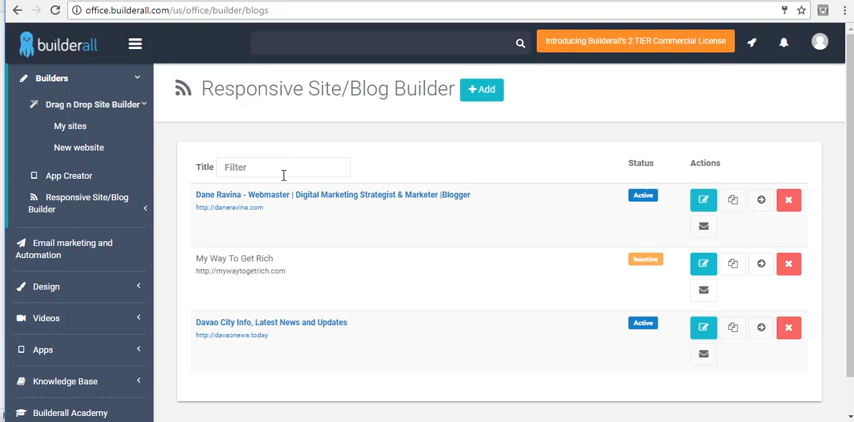 office.builderall.com/us/office/builder/blogs
builderall
Introducing Builderall's 2 TIER Commercial License
Builders
Drag n Drop Site Builder
My sites
New website
App Creator
Responsive Site/Blog
Builder
Email marketing and
Automation
Design
Videos
Apps
Knowledge Base
Builderall Academy
Responsive Site/Blog Builder
+ Add
Title Filter Status Actions
Dane Ravina - Webmaster | Digital Marketing Strategist & Marketer |Blogger Active
http://daneravina.com
My Way To Get Rich Inactive
http://mywaytogetrich.com
Davao City Info, Latest News and Updates Active
http://davaonews.today